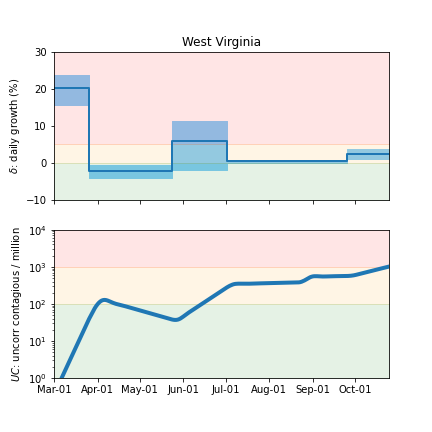 West Virginia
30
20
10
0
−10
δ: daily growth (%)
10⁴
10³
10²
10¹
10⁰
UC: uncorr contagious / million
Mar-01 Apr-01 May-01 Jun-01 Jul-01 Aug-01 Sep-01 Oct-01